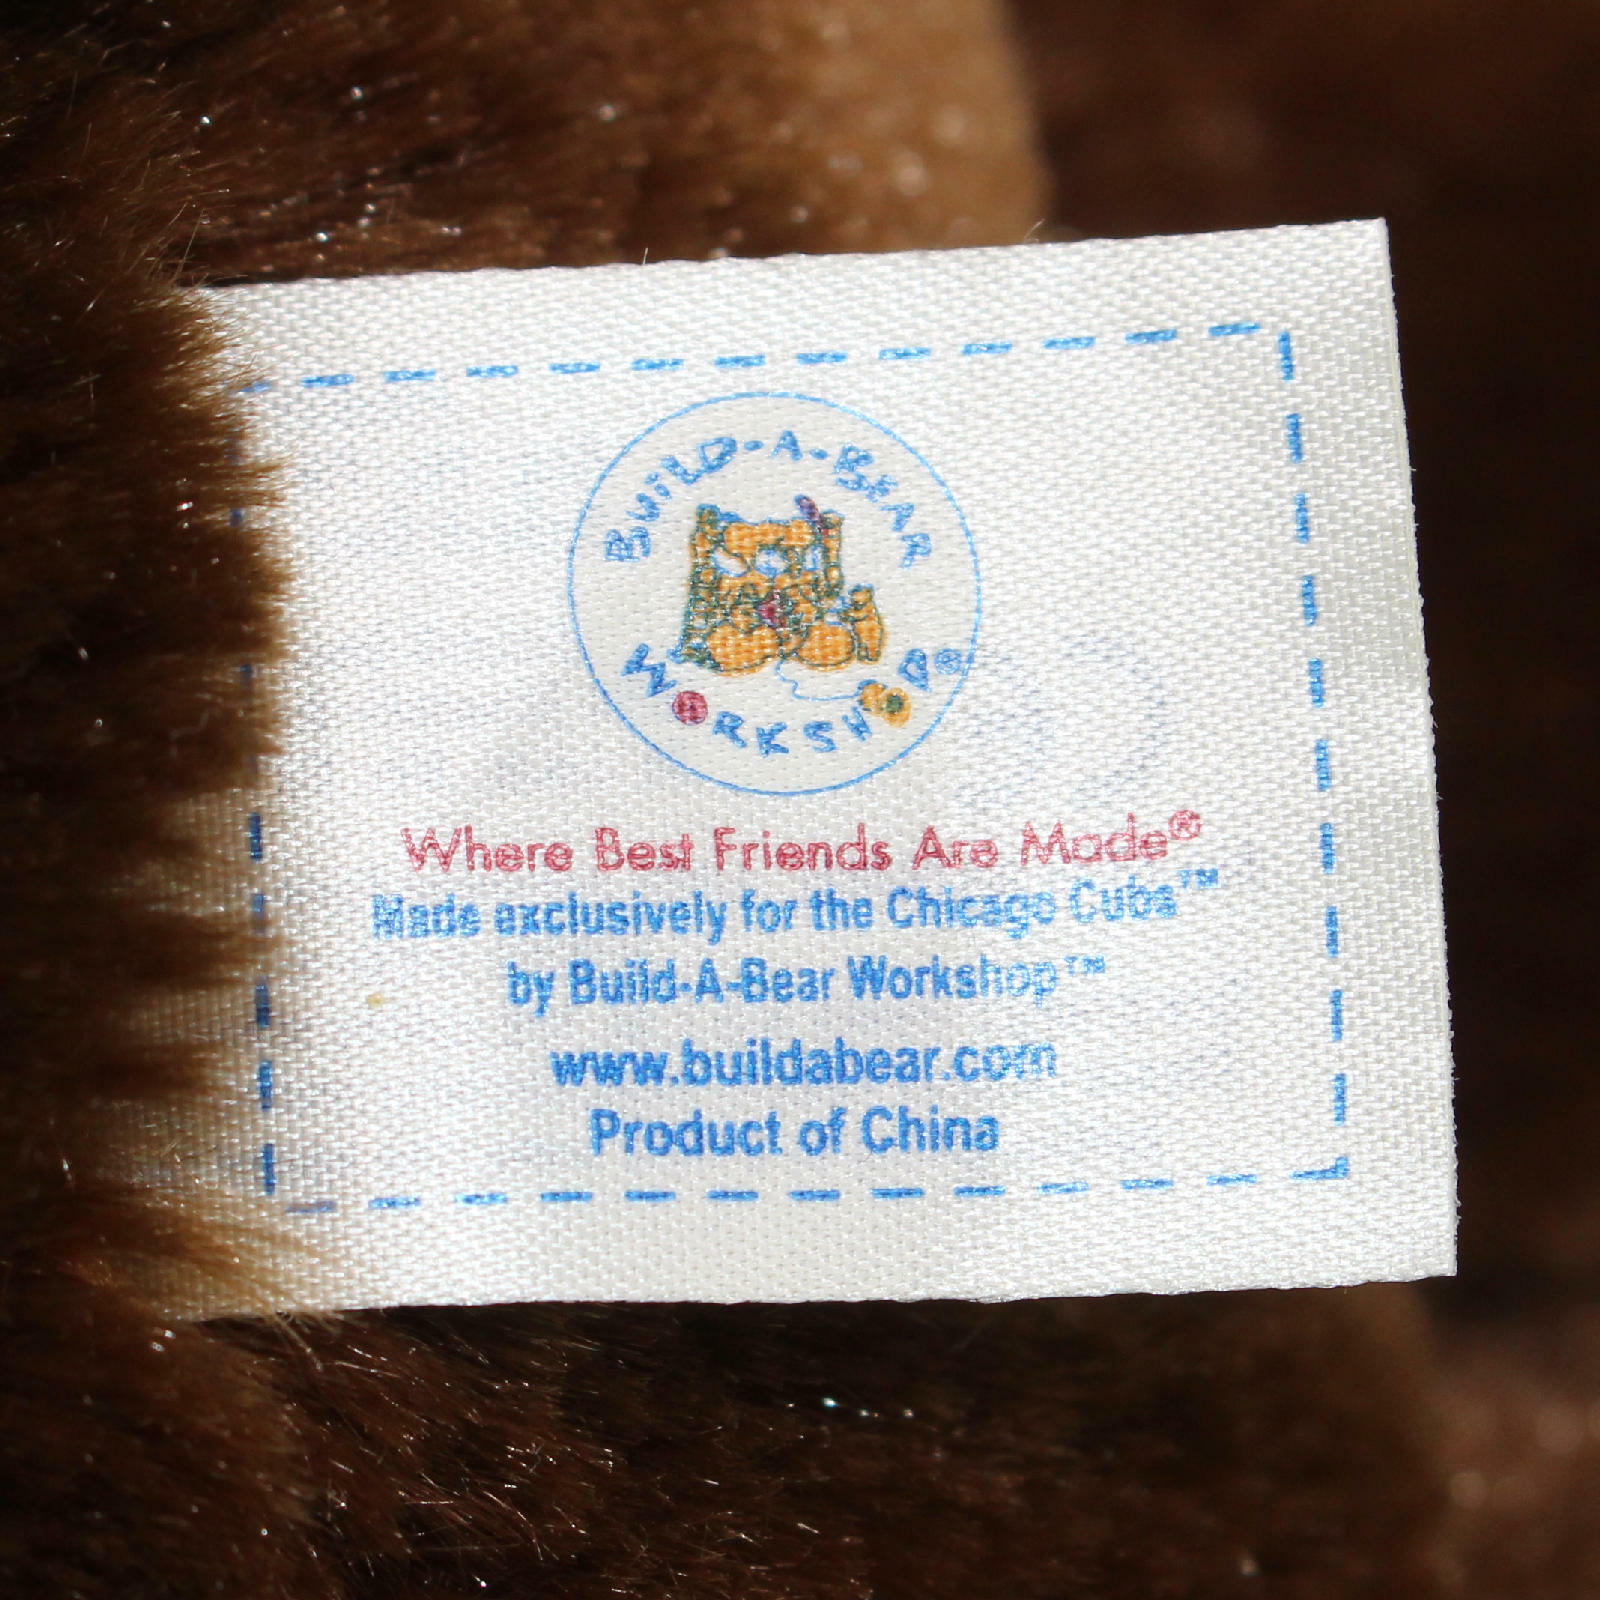 BUILD-A-BEAR
WORKSHOP®
Where Best Friends Are Made®
Made exclusively for the Chicago Cubs™
by Build-A-Bear Workshop™
www.buildabear.com
Product of China